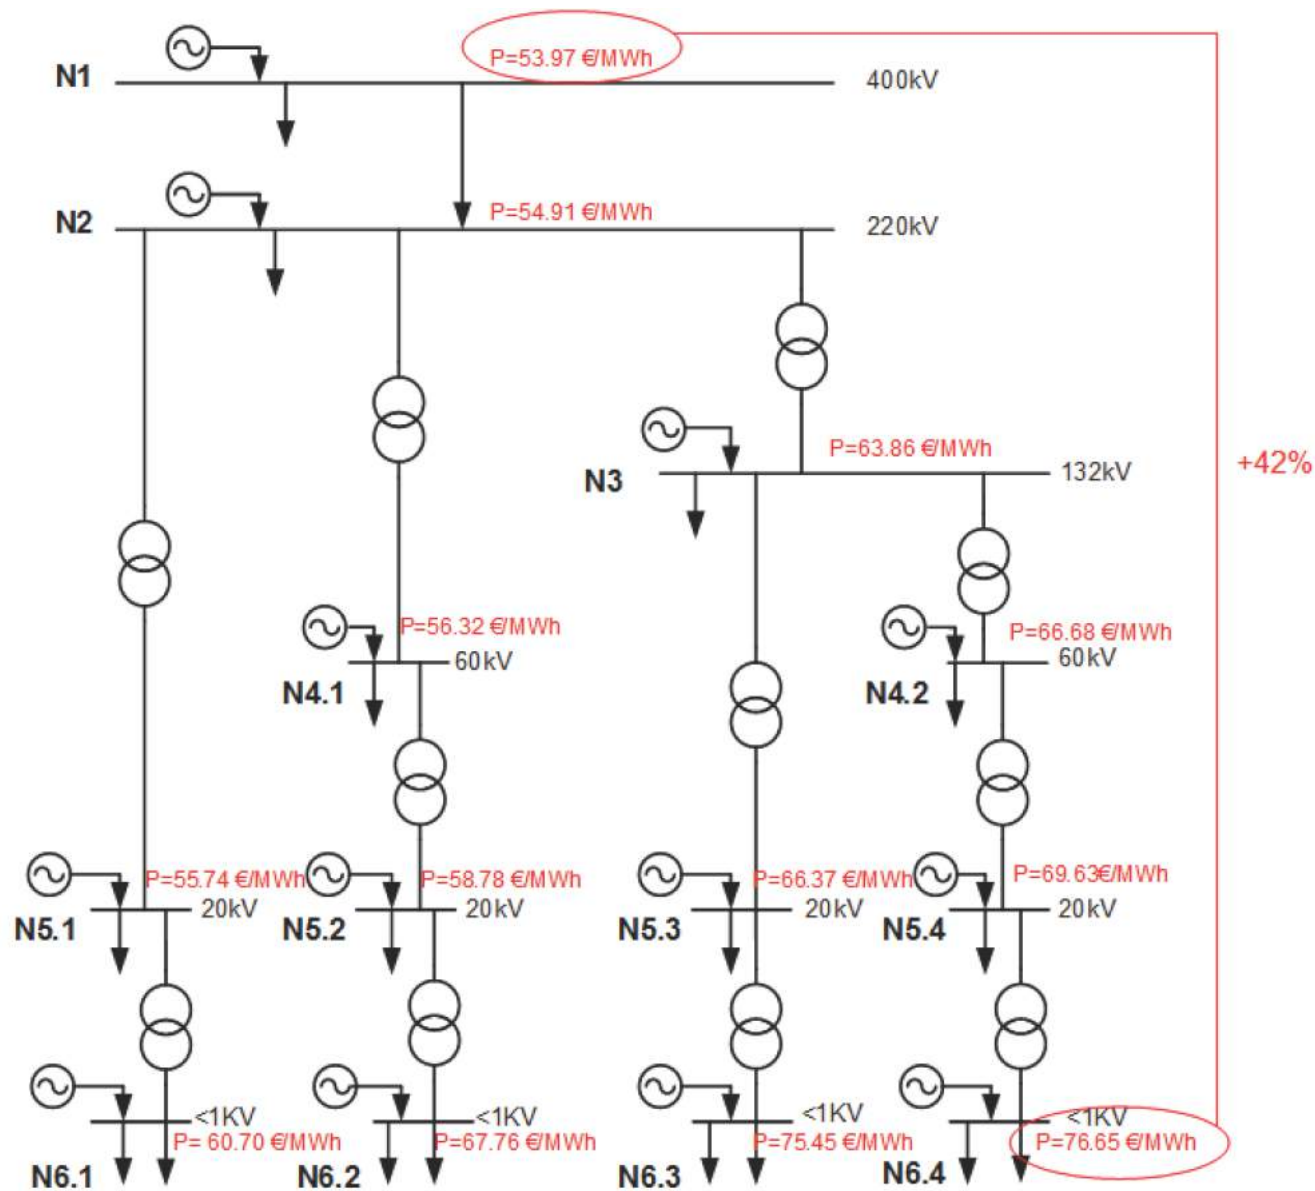 P=53.97 €/MWh
N1
400kV
N2
P=54.91 €/MWh
220kV
P=63.86 €/MWh
+42%
N3
132kV
P=56.32 €/MWh
60kV
N4.1
P=66.68 €/MWh
60kV
N4.2
P=55.74 €/MWh
20kV
N5.1
P=58.78 €/MWh
20kV
N5.2
P=66.37 €/MWh
20kV
N5.3
P=69.63€/MWh
20kV
N5.4
<1KV
P= 60.70 €/MWh
N6.1
<1KV
P=67.76 €/MWh
N6.2
<1KV
P=75.45 €/MWh
N6.3
<1KV
P=76.65 €/MWh
N6.4